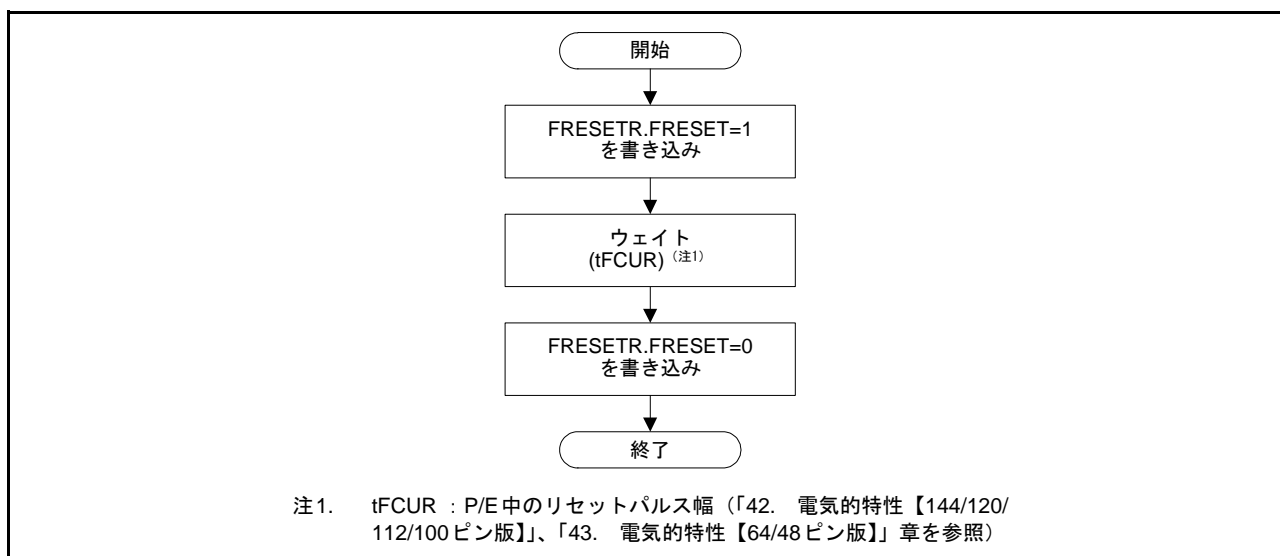 開始
FRESETR.FRESET=1
を書き込み
ウェイト
(tFCUR)（注1）
FRESETR.FRESET=0
を書き込み
終了
注1. tFCUR ：P/E中のリセットパルス幅（「42. 電気的特性【144/120/
112/100ピン版】」、「43. 電気的特性【64/48ピン版】」章を参照）